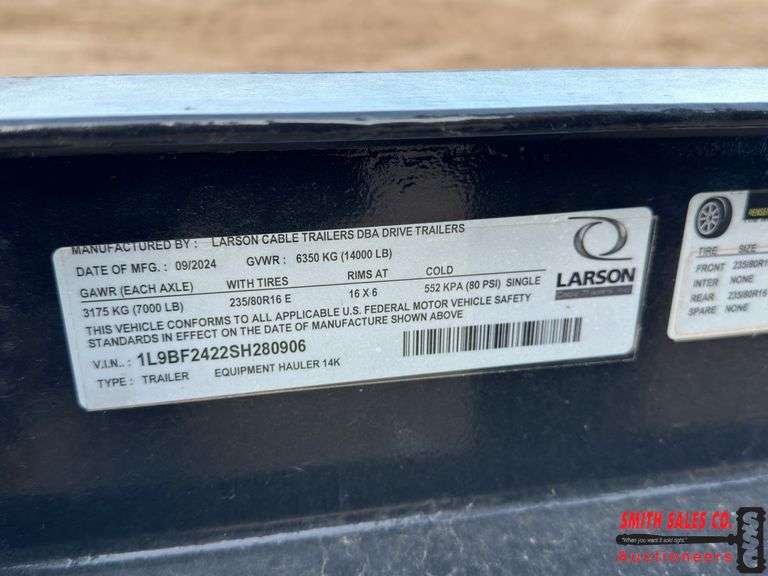 MANUFACTURED BY : LARSON CABLE TRAILERS DBA DRIVE TRAILERS
DATE OF MFG. : 09/2024 GVWR : 6350 KG (14000 LB)
GAWR (EACH AXLE) WITH TIRES RIMS AT COLD
3175 KG (7000 LB) 235/80R16 E 16 X 6 552 KPA (80 PSI) SINGLE
THIS VEHICLE CONFORMS TO ALL APPLICABLE U.S. FEDERAL MOTOR VEHICLE SAFETY
STANDARDS IN EFFECT ON THE DATE OF MANUFACTURE SHOWN ABOVE
V.I.N. : 1L9BF2422SH280906
TYPE : TRAILER EQUIPMENT HAULER 14K
LARSON
TIRE SIZE
FRONT 235/80R16
INTER NONE
REAR 235/80R16
SPARE NONE
SMITH SALES CO.
"When you want it sold right."
Auctioneers
SSCO